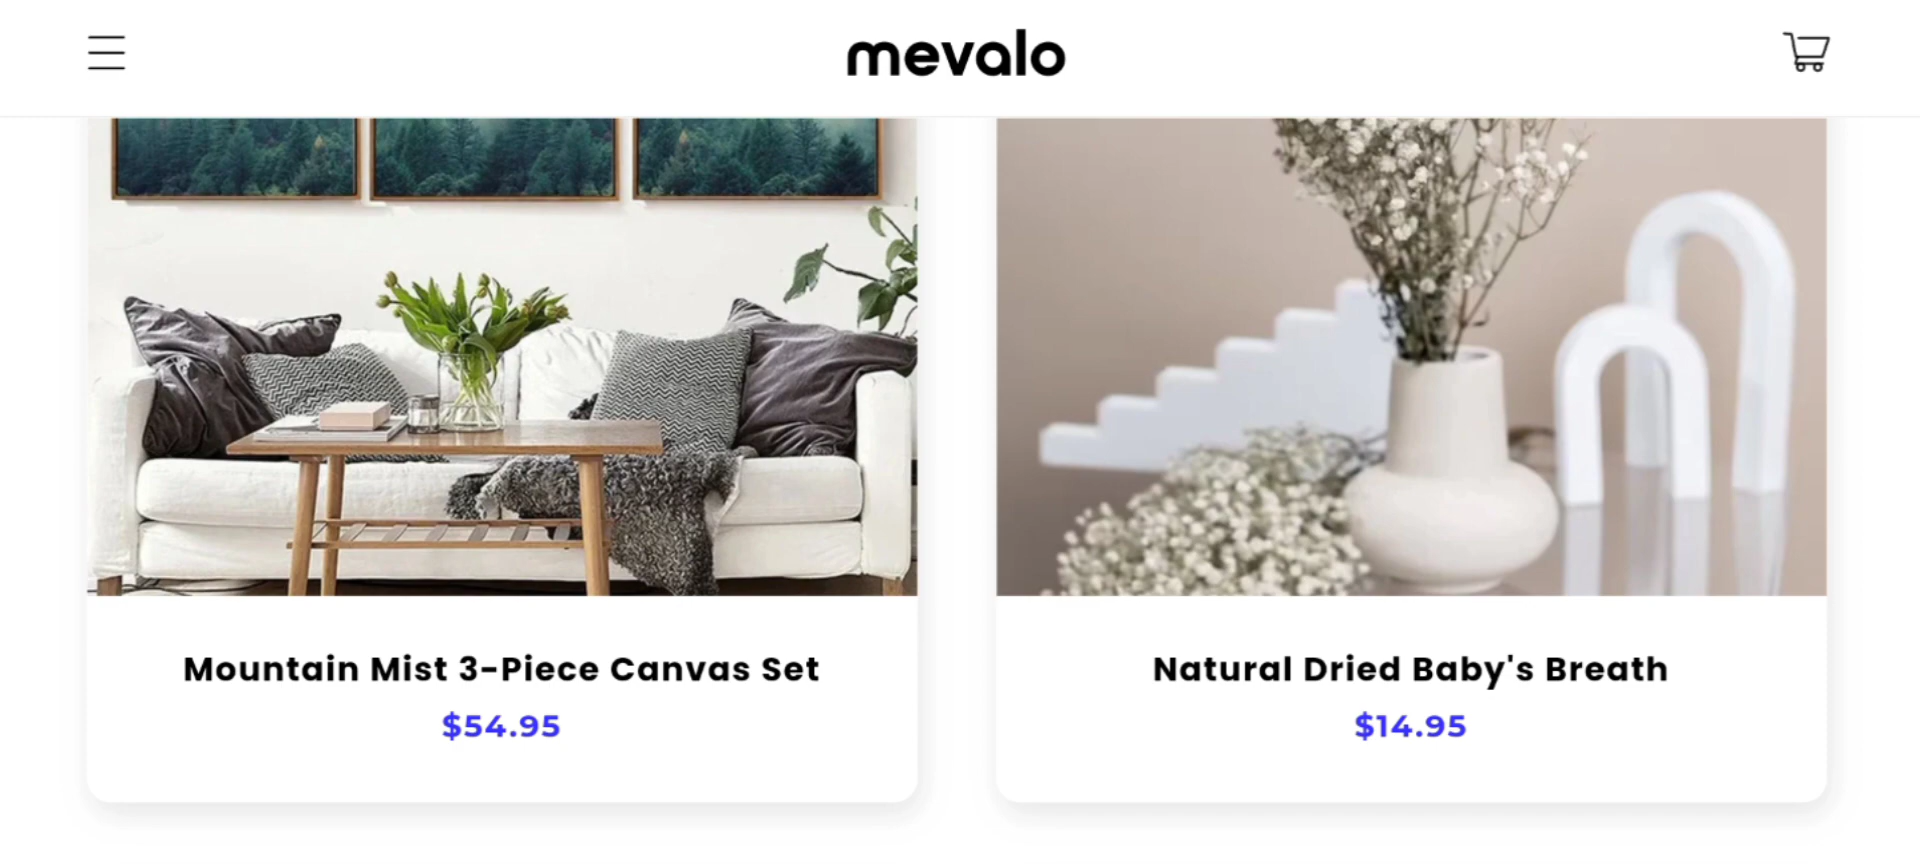 mevalo
Mountain Mist 3-Piece Canvas Set
$54.95
Natural Dried Baby's Breath
$14.95